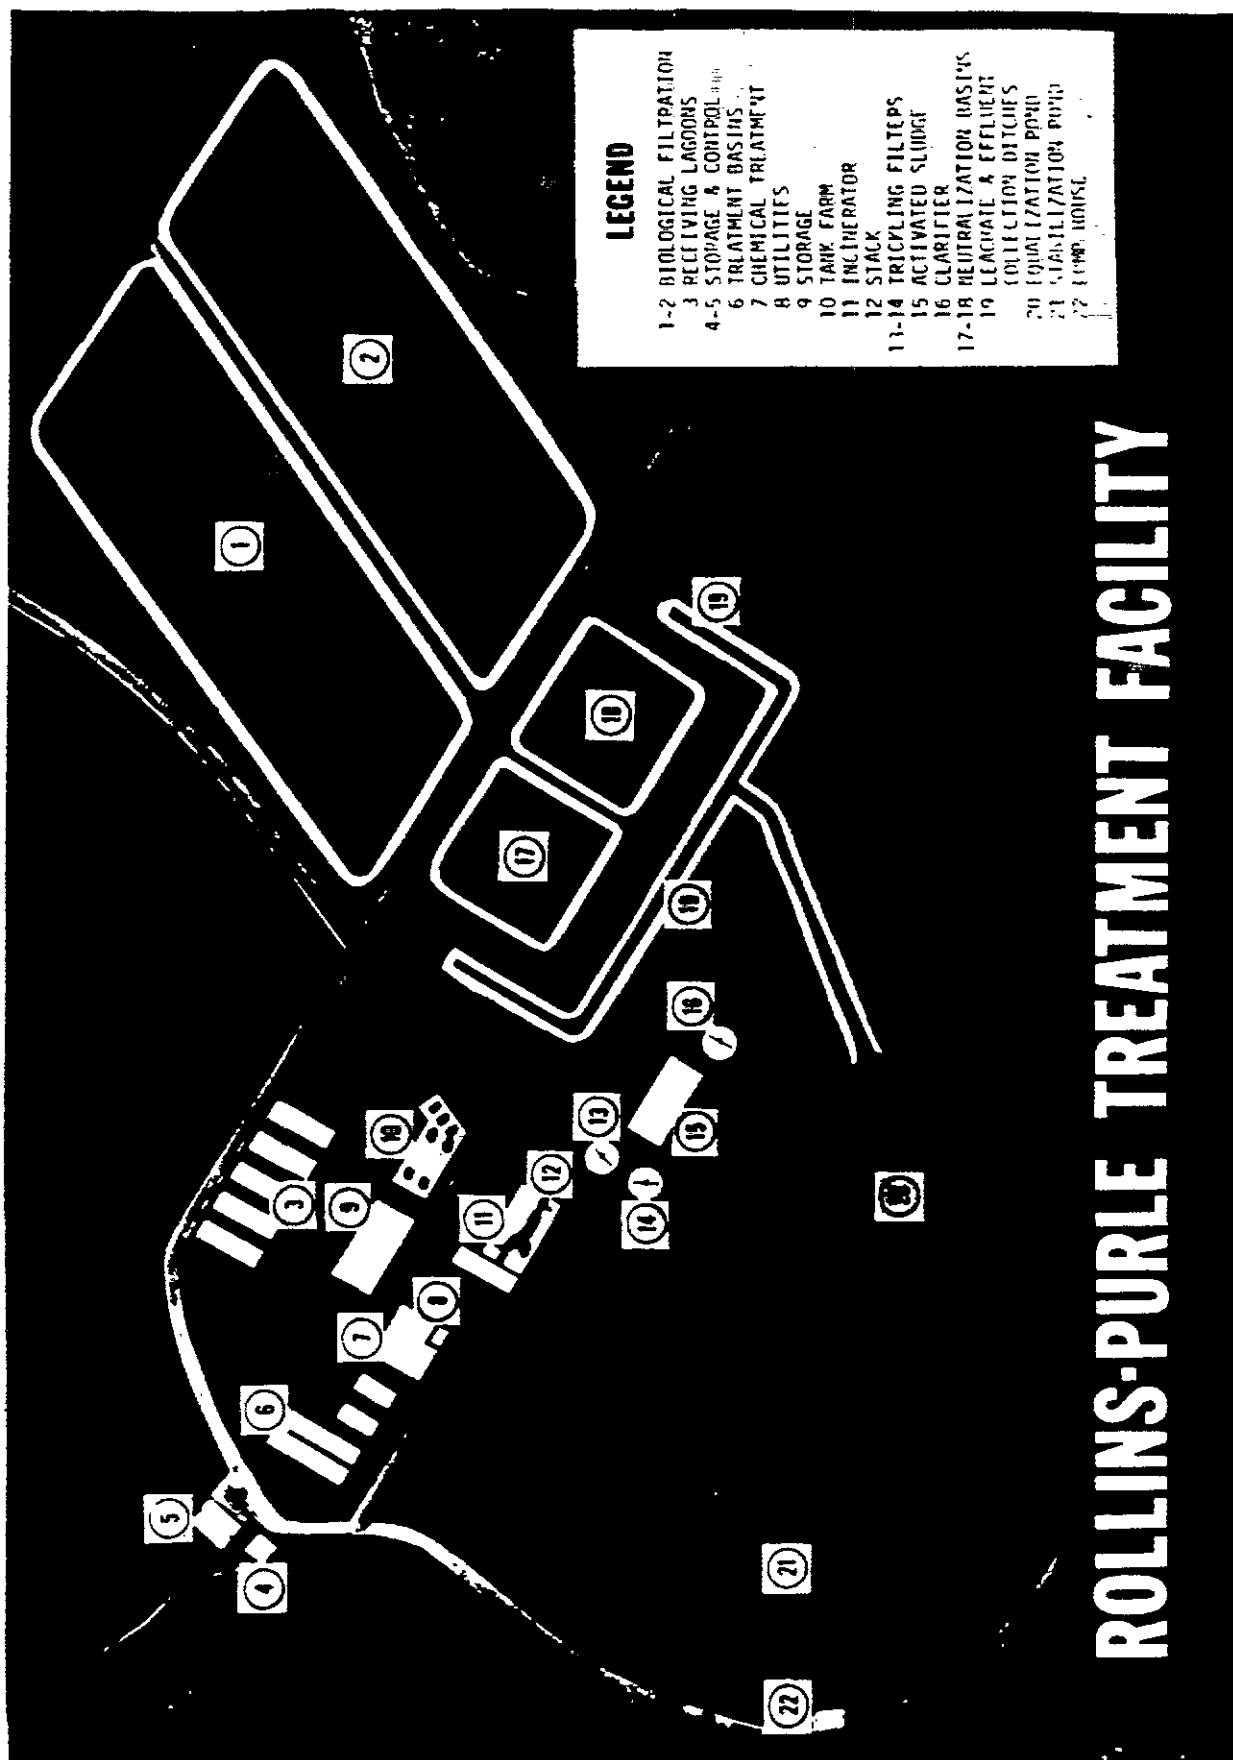 LEGEND
1-2 BIOLOGICAL FILTRATION
3 RECEIVING LAGOONS
4-5 STORAGE & CONTROL
6 TREATMENT BASINS
7 CHEMICAL TREATMENT
8 UTILITIES
9 STORAGE
10 TANK FARM
11 INCINERATOR
12 STACK
13-14 TRICKLING FILTERS
15 ACTIVATED SLUDGE
16 CLARIFIER
17-18 NEUTRALIZATION BASINS
19 LEACHATE & EFFLUENT
COLLECTION DITCHES
20 EQUALIZATION POND
21 STABILIZATION POND
22 HOUSE
1
2
3
4
5
6
7
8
9
10
11
12
13
14
15
16
17
18
19
19
20
21
22
ROLLINS-PURLE TREATMENT FACILITY